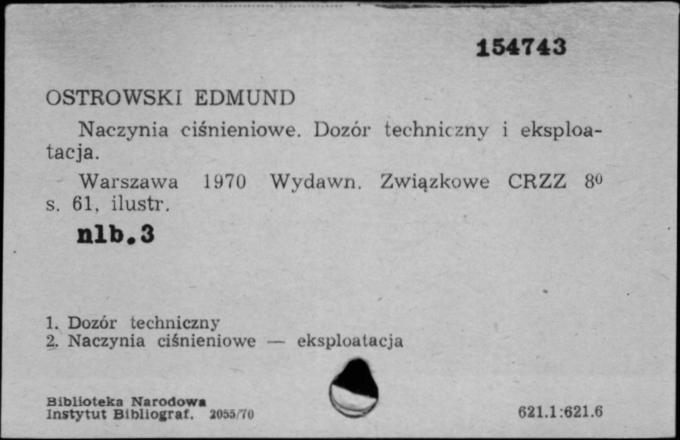 154743
OSTROWSKI EDMUND
Naczynia ciśnieniowe. Dozór techniczny i eksploa-
tacja.
Warszawa 1970 Wydawn. Związkowe CRZZ 8⁰
s. 61, ilustr.
nlb.3
1. Dozór techniczny
2. Naczynia ciśnieniowe — eksploatacja
Biblioteka Narodowa
Instytut Bibliograf. 2055/70
621.1:621.6